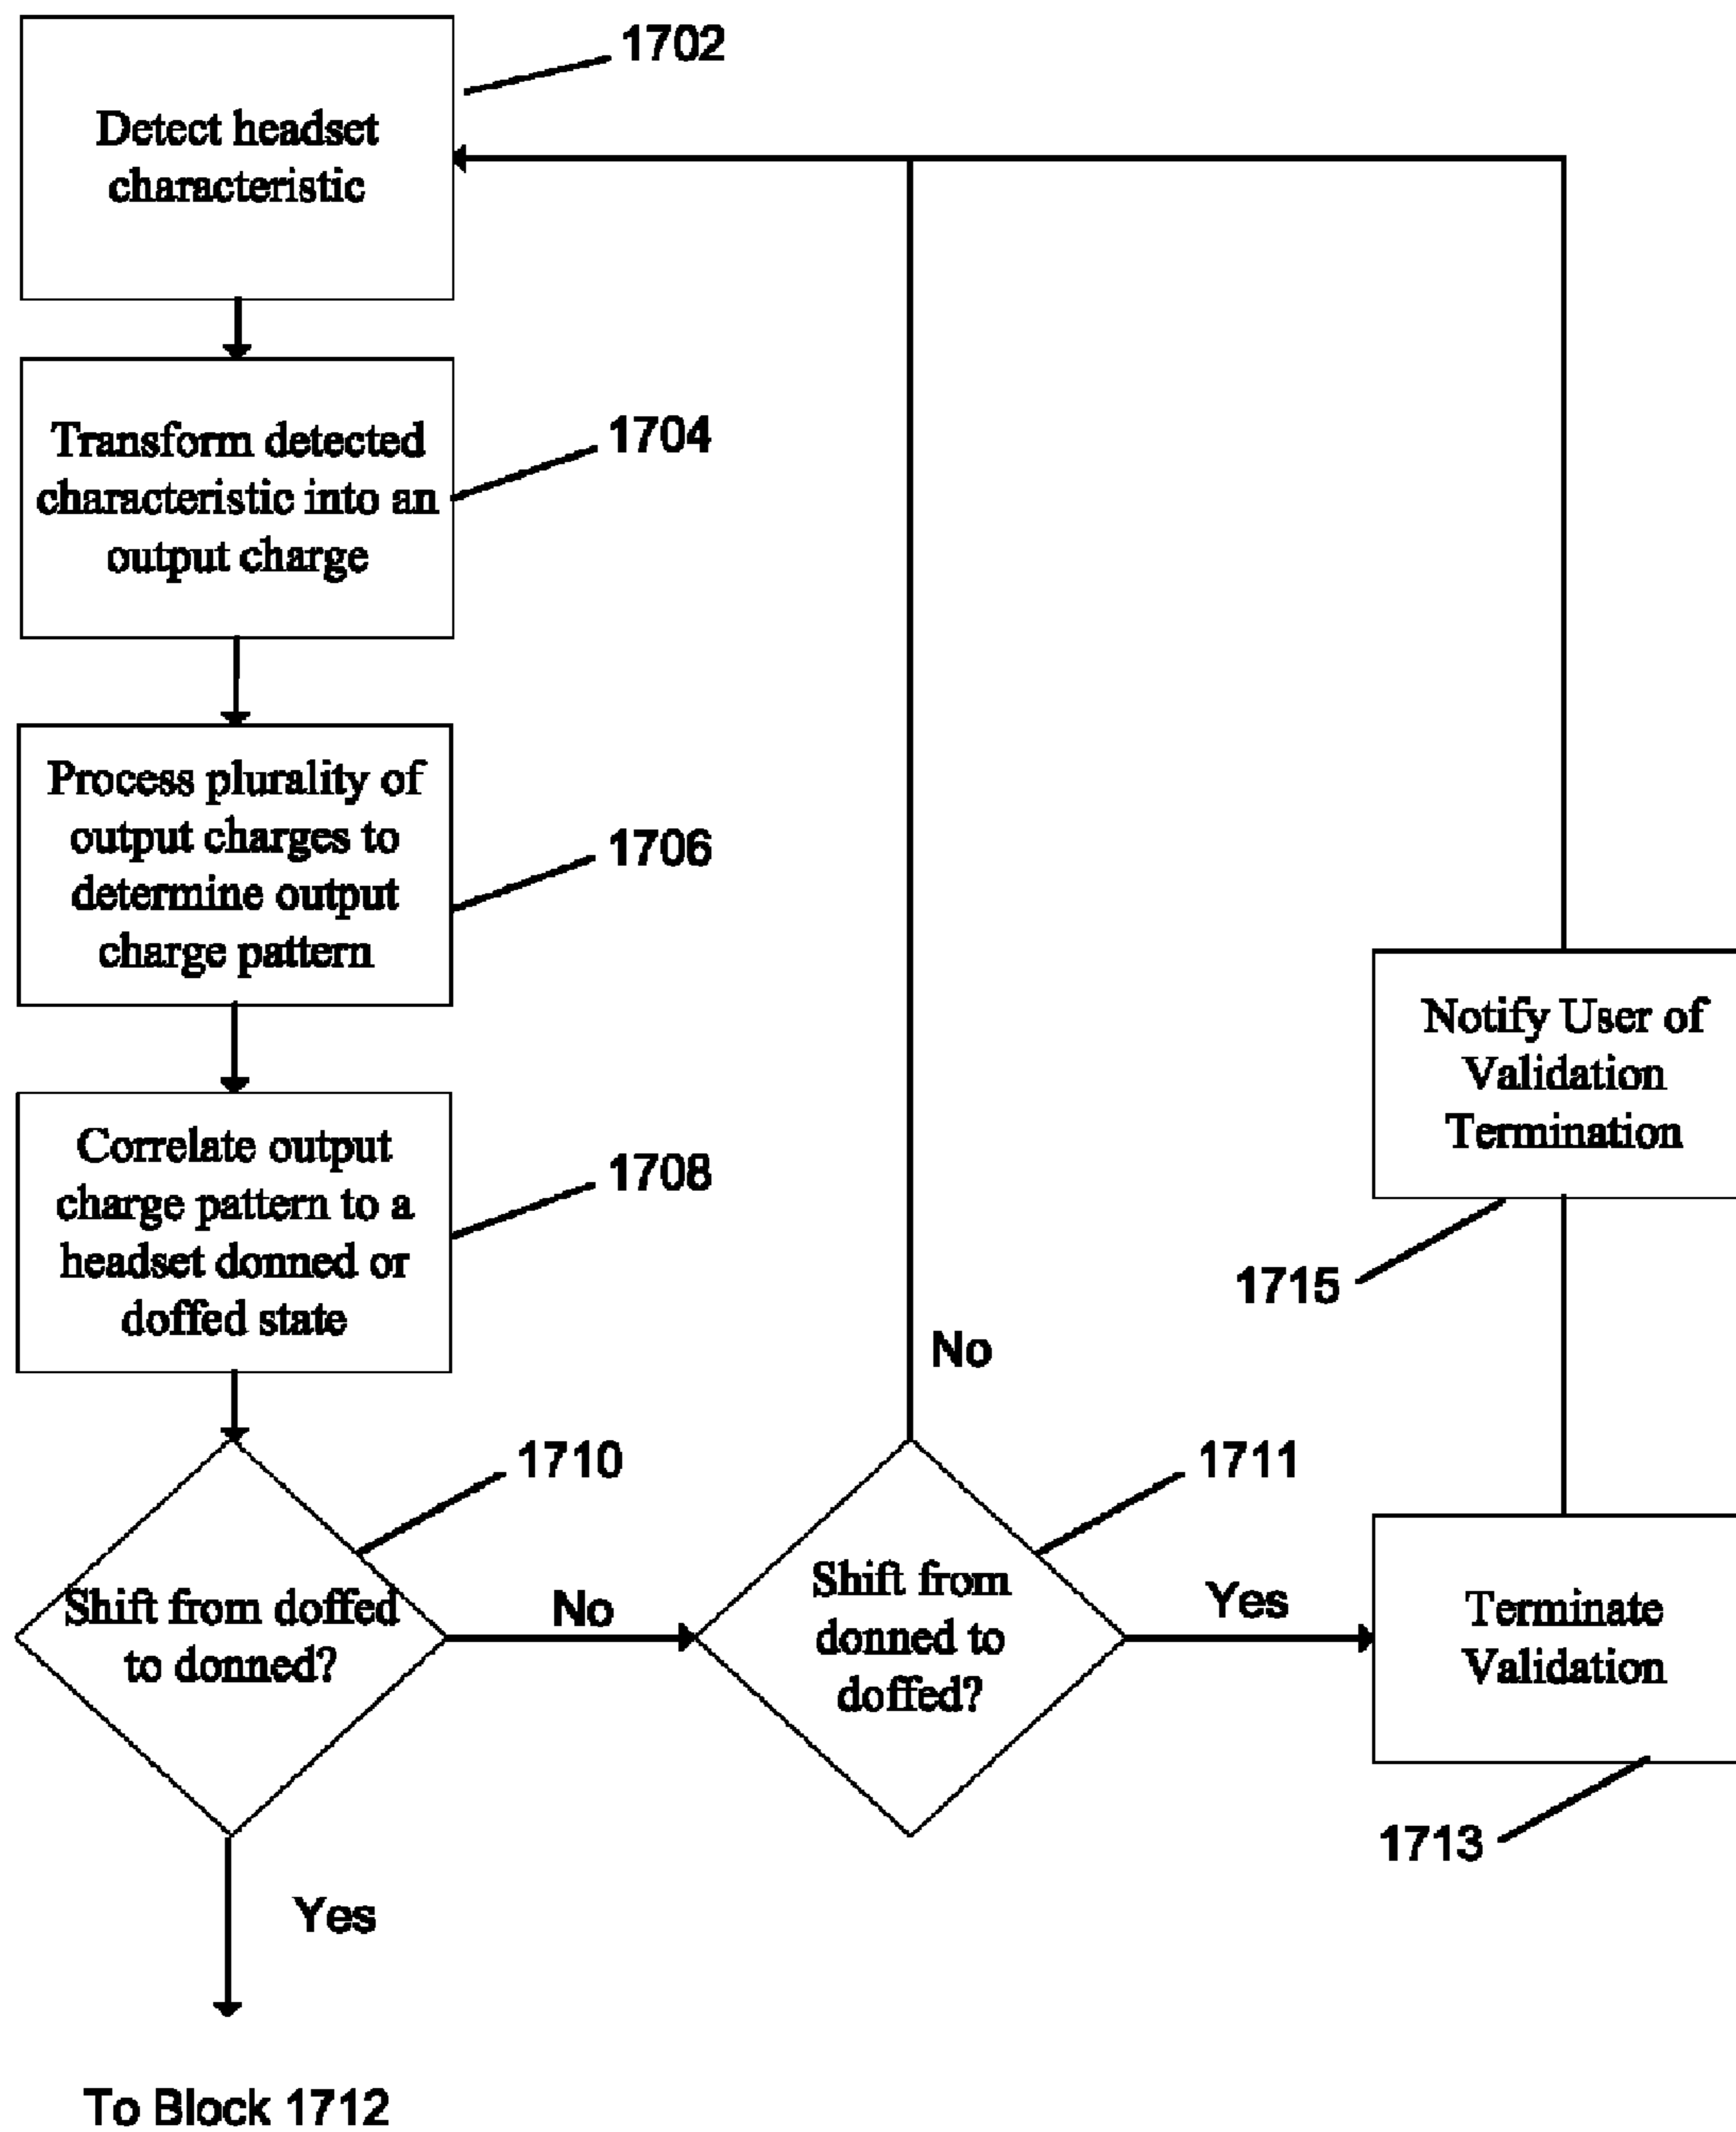 1702
Detect headset
characteristic
1704
Transform detected
characteristic into an
output charge
1706
Process plurality of
output charges to
determine output
charge pattern
1708
Correlate output
charge pattern to a
headset donned or
doffed state
1710
Shift from doffed
to donned?
No
Yes
To Block 1712
1711
Shift from
donned to
doffed?
No
Yes
Terminate
Validation
1713
Notify User of
Validation
Termination
1715